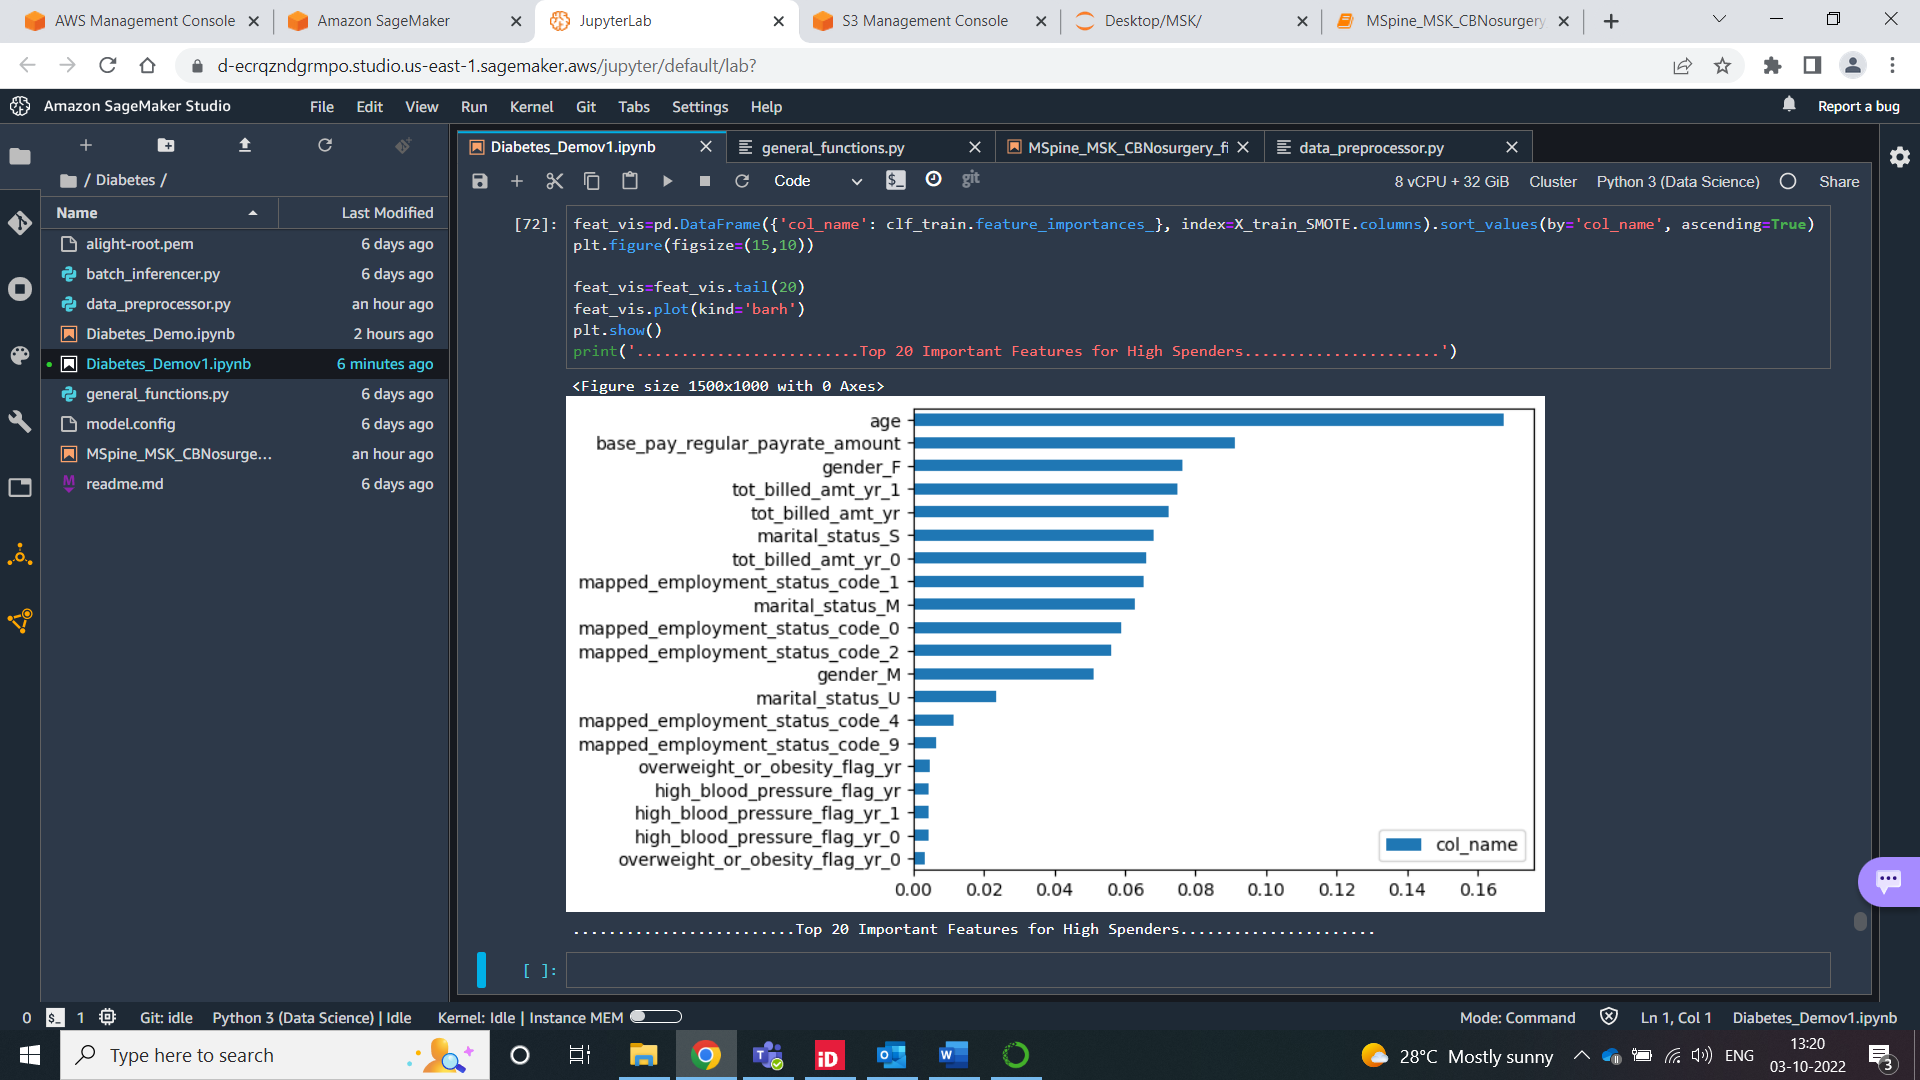 AWS Management Console
Amazon SageMaker
JupyterLab
S3 Management Console
Desktop/MSK/
MSpine_MSK_CBNosurgery
d-ecrqzndgrmpo.studio.us-east-1.sagemaker.aws/jupyter/default/lab?
Amazon SageMaker Studio
File Edit View Run Kernel Git Tabs Settings Help
Report a bug
/ Diabetes /
Name Last Modified
alight-root.pem 6 days ago
batch_inferencer.py 6 days ago
data_preprocessor.py an hour ago
Diabetes_Demo.ipynb 2 hours ago
Diabetes_Demov1.ipynb 6 minutes ago
general_functions.py 6 days ago
model.config 6 days ago
MSpine_MSK_CBNosurge... an hour ago
readme.md 6 days ago
Diabetes_Demov1.ipynb
general_functions.py
MSpine_MSK_CBNosurgery_fi
data_preprocessor.py
Code
git
8 vCPU + 32 GiB Cluster Python 3 (Data Science) Share
[72]: feat_vis=pd.DataFrame({'col_name': clf_train.feature_importances_}, index=X_train_SMOTE.columns).sort_values(by='col_name', ascending=True)
plt.figure(figsize=(15,10))
feat_vis=feat_vis.tail(20)
feat_vis.plot(kind='barh')
plt.show()
print('.........................Top 20 Important Features for High Spenders......................')
<Figure size 1500x1000 with 0 Axes>
age
base_pay_regular_payrate_amount
gender_F
tot_billed_amt_yr_1
tot_billed_amt_yr
marital_status_S
tot_billed_amt_yr_0
mapped_employment_status_code_1
marital_status_M
mapped_employment_status_code_0
mapped_employment_status_code_2
gender_M
marital_status_U
mapped_employment_status_code_4
mapped_employment_status_code_9
overweight_or_obesity_flag_yr
high_blood_pressure_flag_yr
high_blood_pressure_flag_yr_1
high_blood_pressure_flag_yr_0
overweight_or_obesity_flag_yr_0
col_name
0.00 0.02 0.04 0.06 0.08 0.10 0.12 0.14 0.16
.........................Top 20 Important Features for High Spenders......................
[ ]:
0 $_ 1 Git: idle Python 3 (Data Science) | Idle Kernel: Idle | Instance MEM
Mode: Command Ln 1, Col 1 Diabetes_Demov1.ipynb
Type here to search
iD
28°C Mostly sunny
ENG
13:20
03-10-2022
3